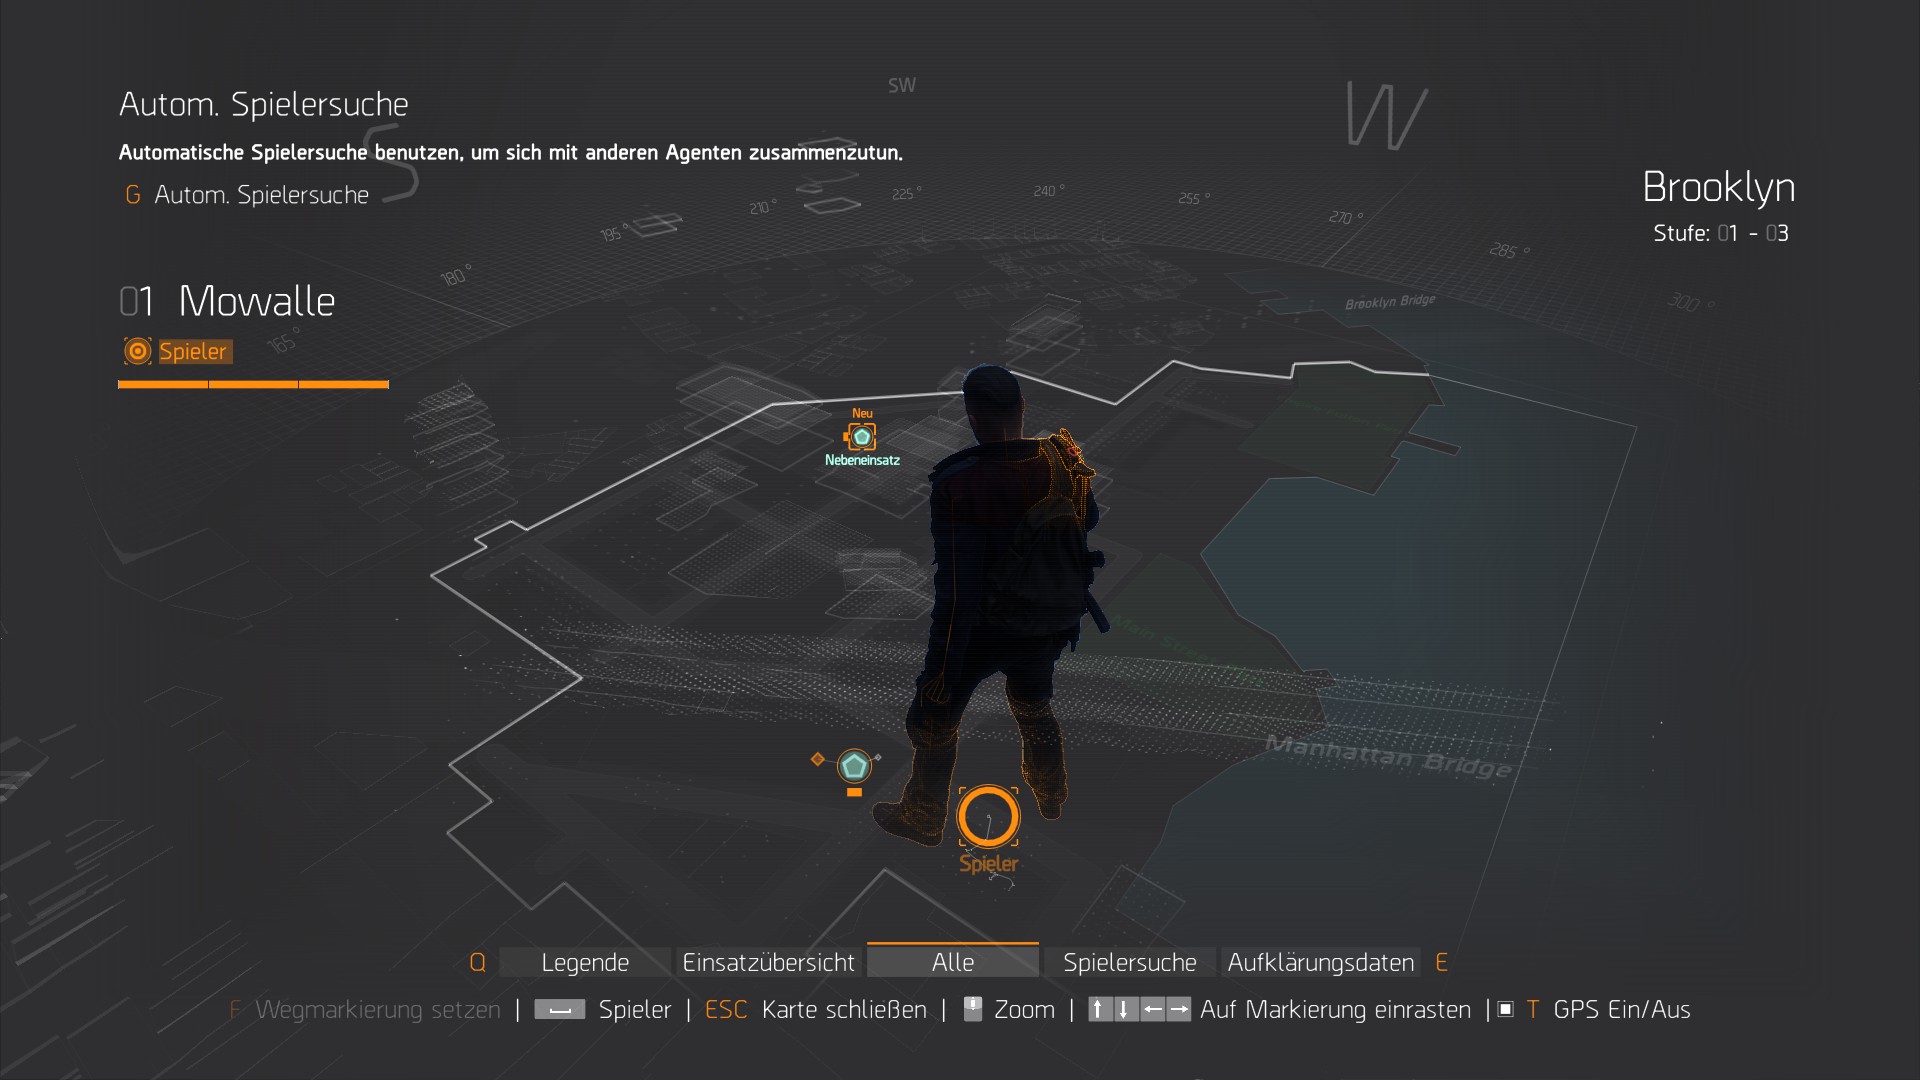 SW
W
S
Autom. Spielersuche
Automatische Spielersuche benutzen, um sich mit anderen Agenten zusammenzutun.
G Autom. Spielersuche
Brooklyn
Stufe: 01 - 03
165 °
180 °
195 °
210 °
225 °
240 °
255 °
270 °
285 °
300 °
01 Mowalle
Spieler
Brooklyn Bridge
Neu
Nebeneinsatz
Main Street
Manhattan Bridge
Spieler
Q Legende Einsatzübersicht Alle Spielersuche Aufklärungsdaten E
F Wegmarkierung setzen | Spieler | ESC Karte schließen | Zoom | ↑ ↓ ← → Auf Markierung einrasten | T GPS Ein/Aus